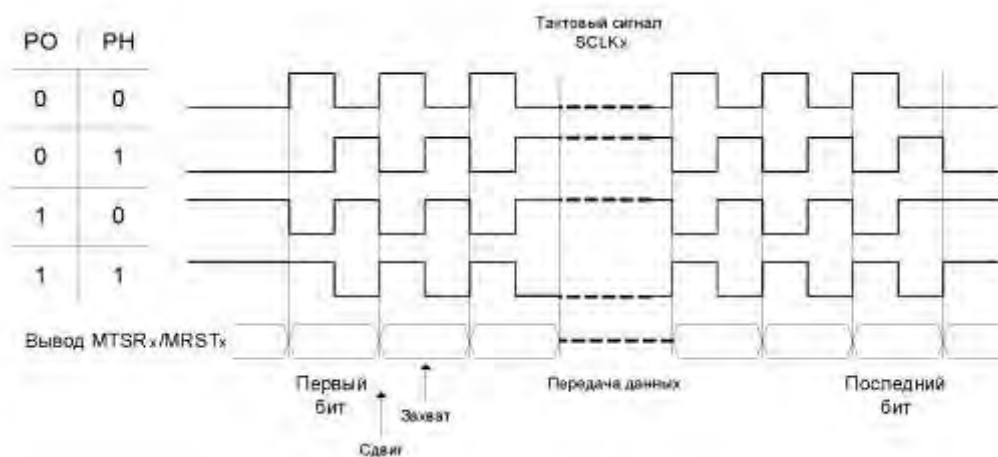 Тактовый сигнал
SCLKx
PO PH
0 0
0 1
1 0
1 1
Вывод MTSRx/MRSTx
Первый
бит
Захват
Сдвиг
Передача данных
Последний
бит